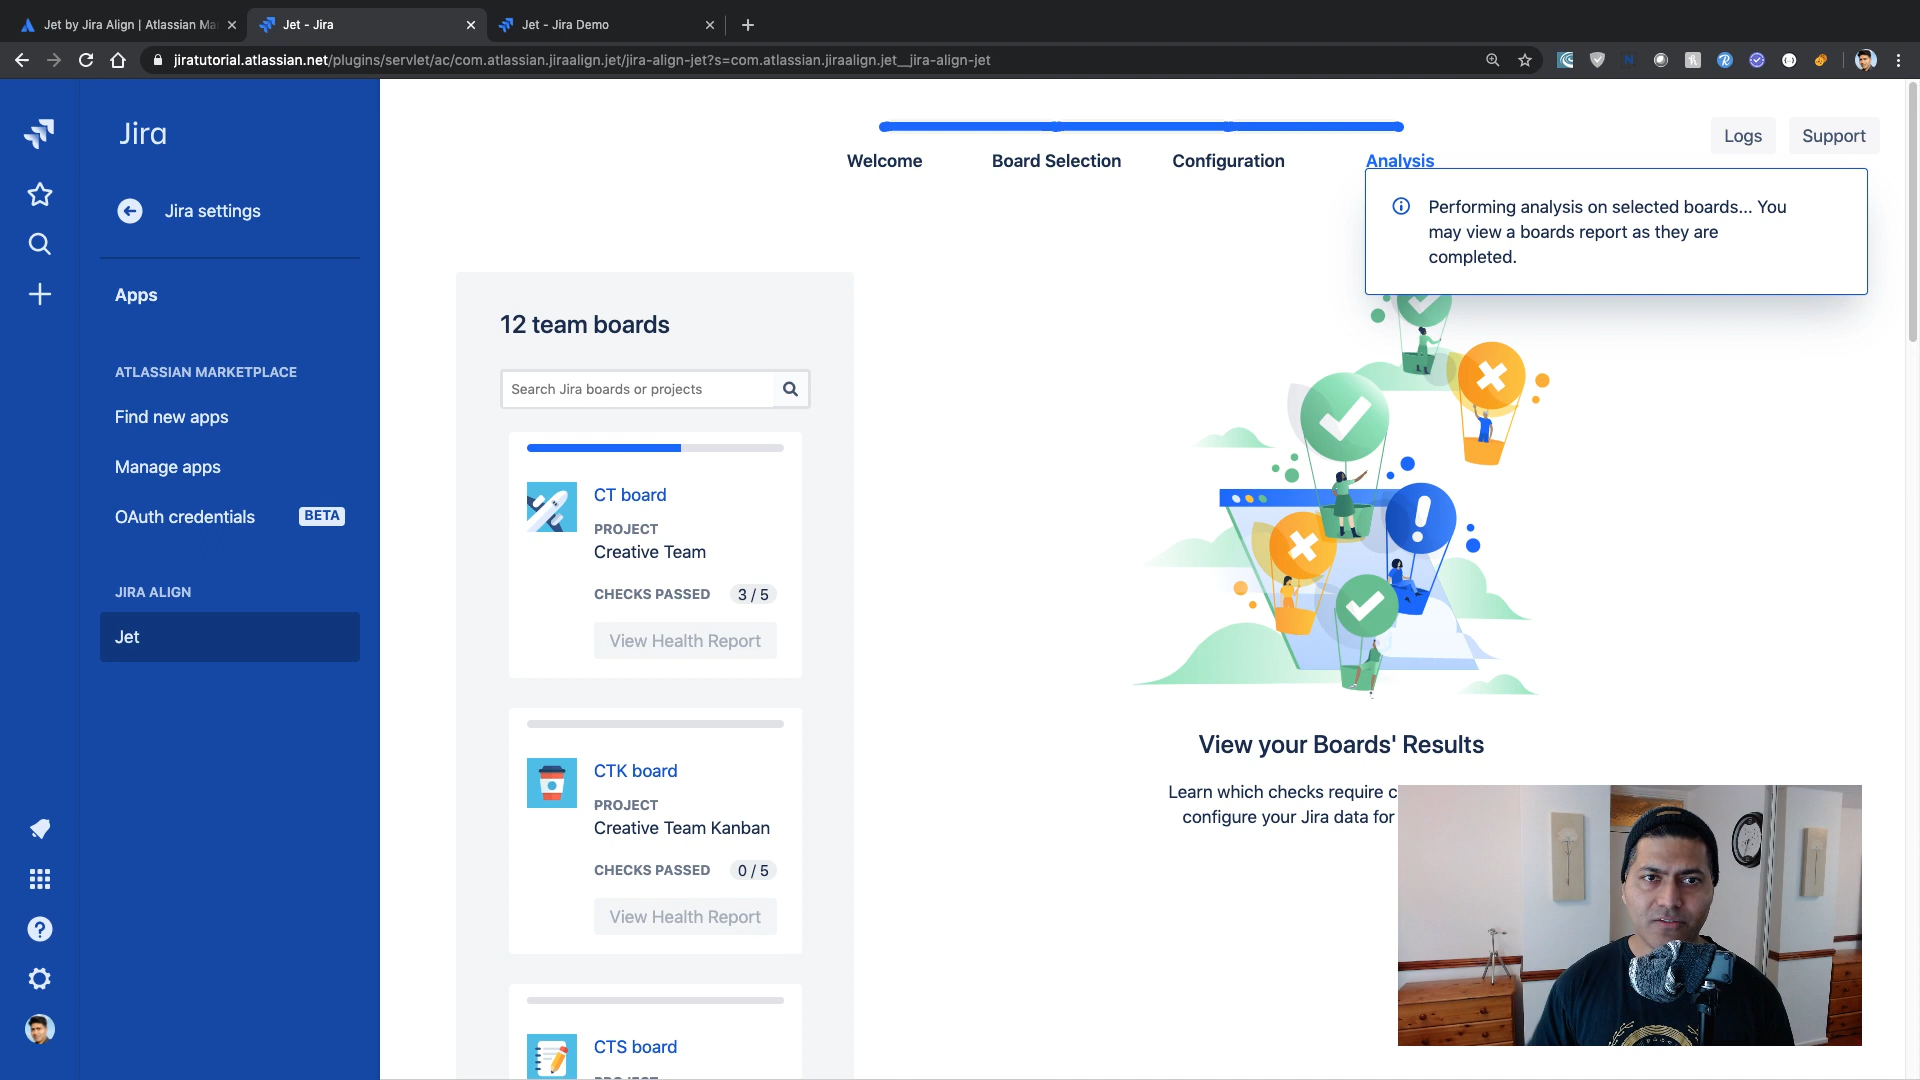 Jet by Jira Align | Atlassian Ma
Jet - Jira
Jet - Jira Demo
jiratutorial.atlassian.net/plugins/servlet/ac/com.atlassian.jiraalign.jet/jira-align-jet?s=com.atlassian.jiraalign.jet__jira-align-jet
Jira
Jira settings
Apps
ATLASSIAN MARKETPLACE
Find new apps
Manage apps
OAuth credentials BETA
JIRA ALIGN
Jet
Welcome
Board Selection
Configuration
Analysis
Logs
Support
Performing analysis on selected boards... You
may view a boards report as they are
completed.
12 team boards
Search Jira boards or projects
CT board
PROJECT
Creative Team
CHECKS PASSED 3 / 5
View Health Report
CTK board
PROJECT
Creative Team Kanban
CHECKS PASSED 0 / 5
View Health Report
CTS board
PROJECT
View your Boards' Results
Learn which checks require c
configure your Jira data for